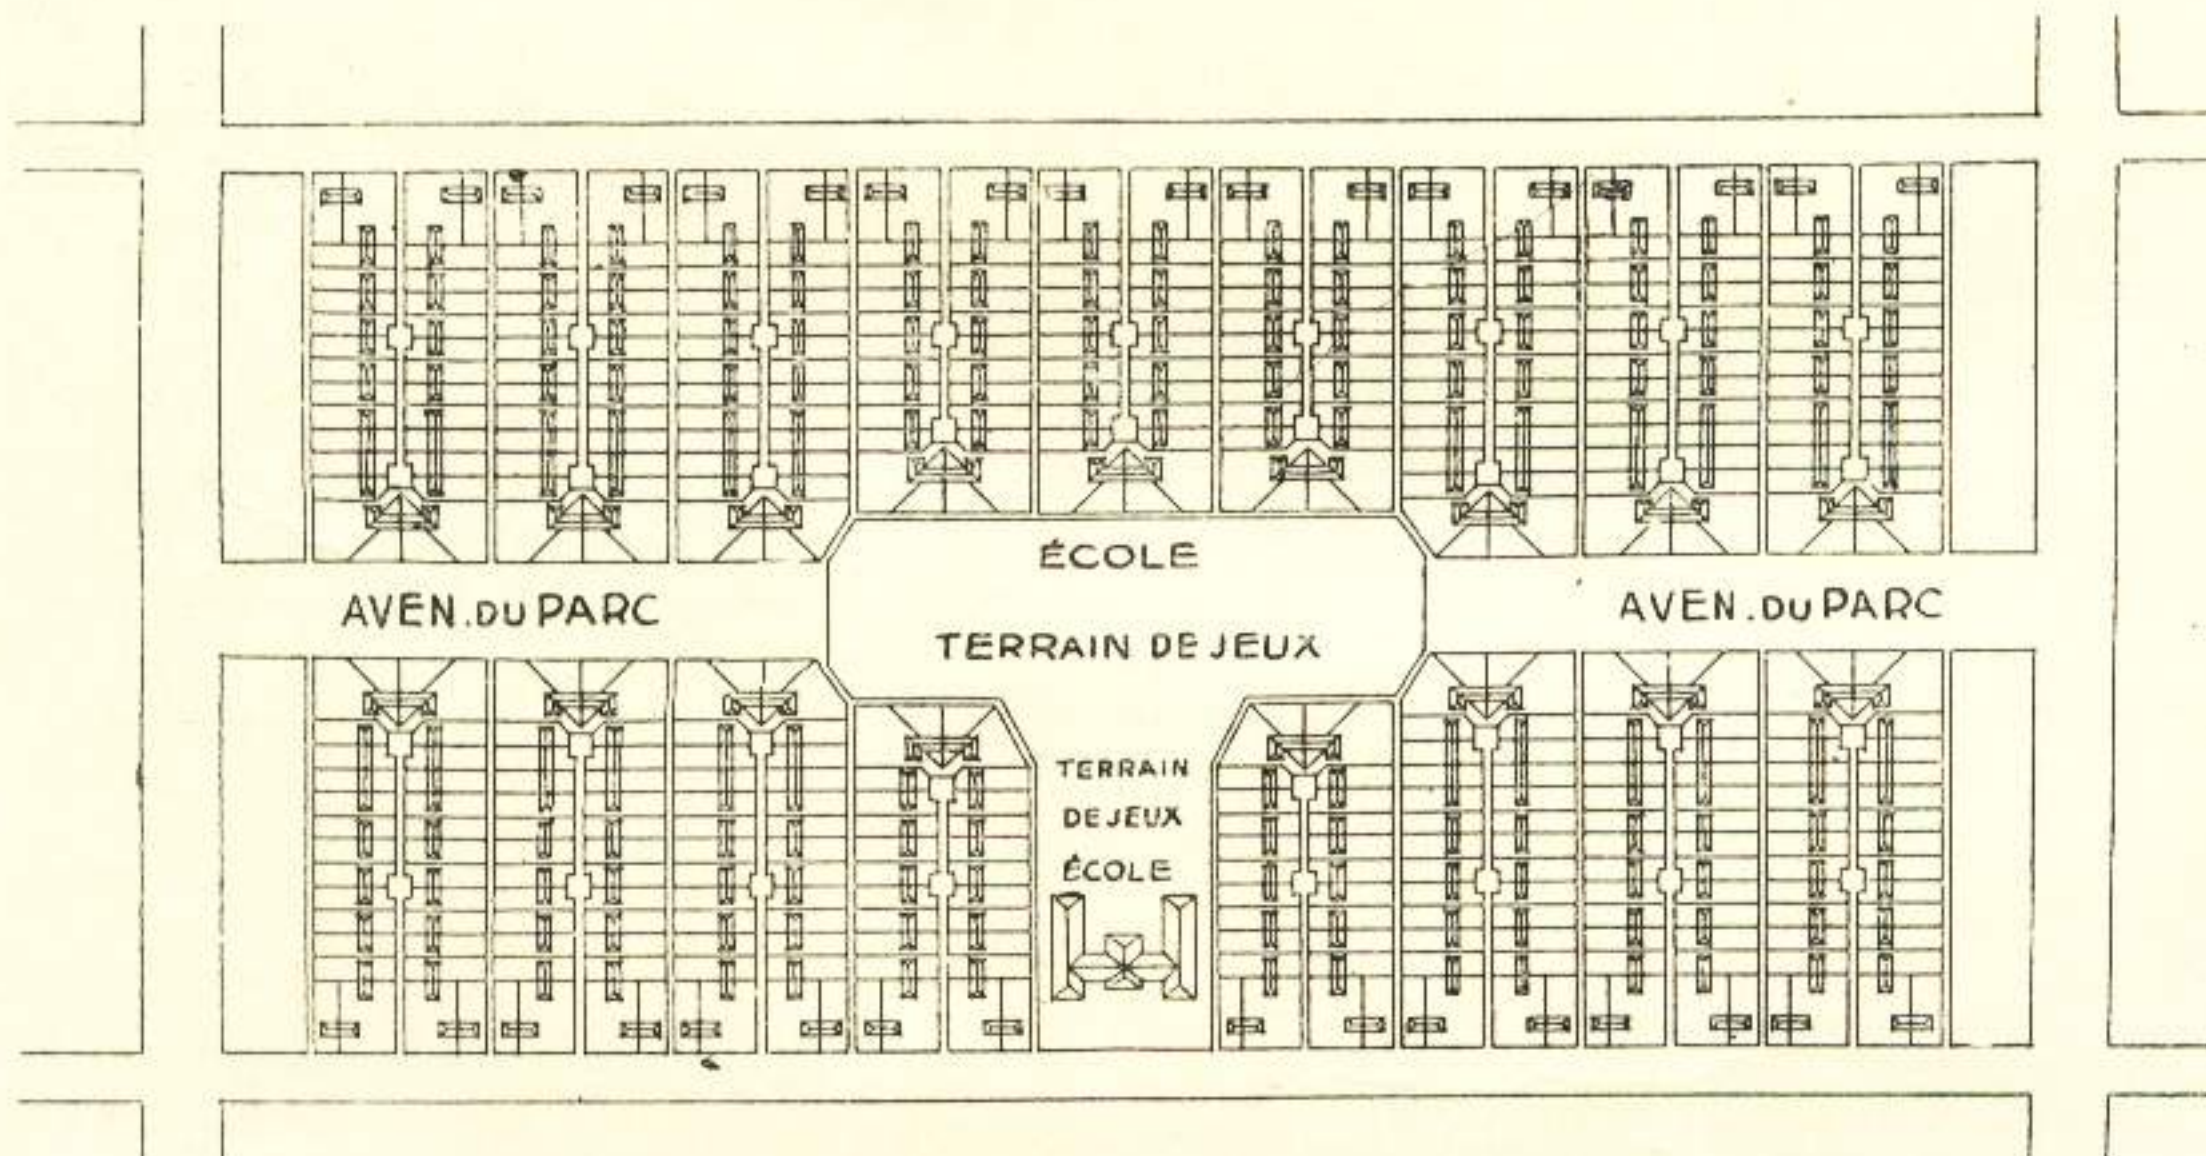 ÉCOLE
TERRAIN DE JEUX
AVEN. DU PARC
AVEN. DU PARC
TERRAIN
DE JEUX
ÉCOLE